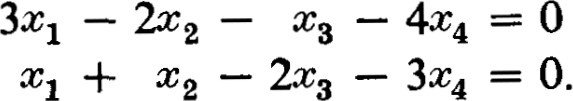 3x₁ − 2x₂ − x₃ − 4x₄ = 0
x₁ + x₂ − 2x₃ − 3x₄ = 0.